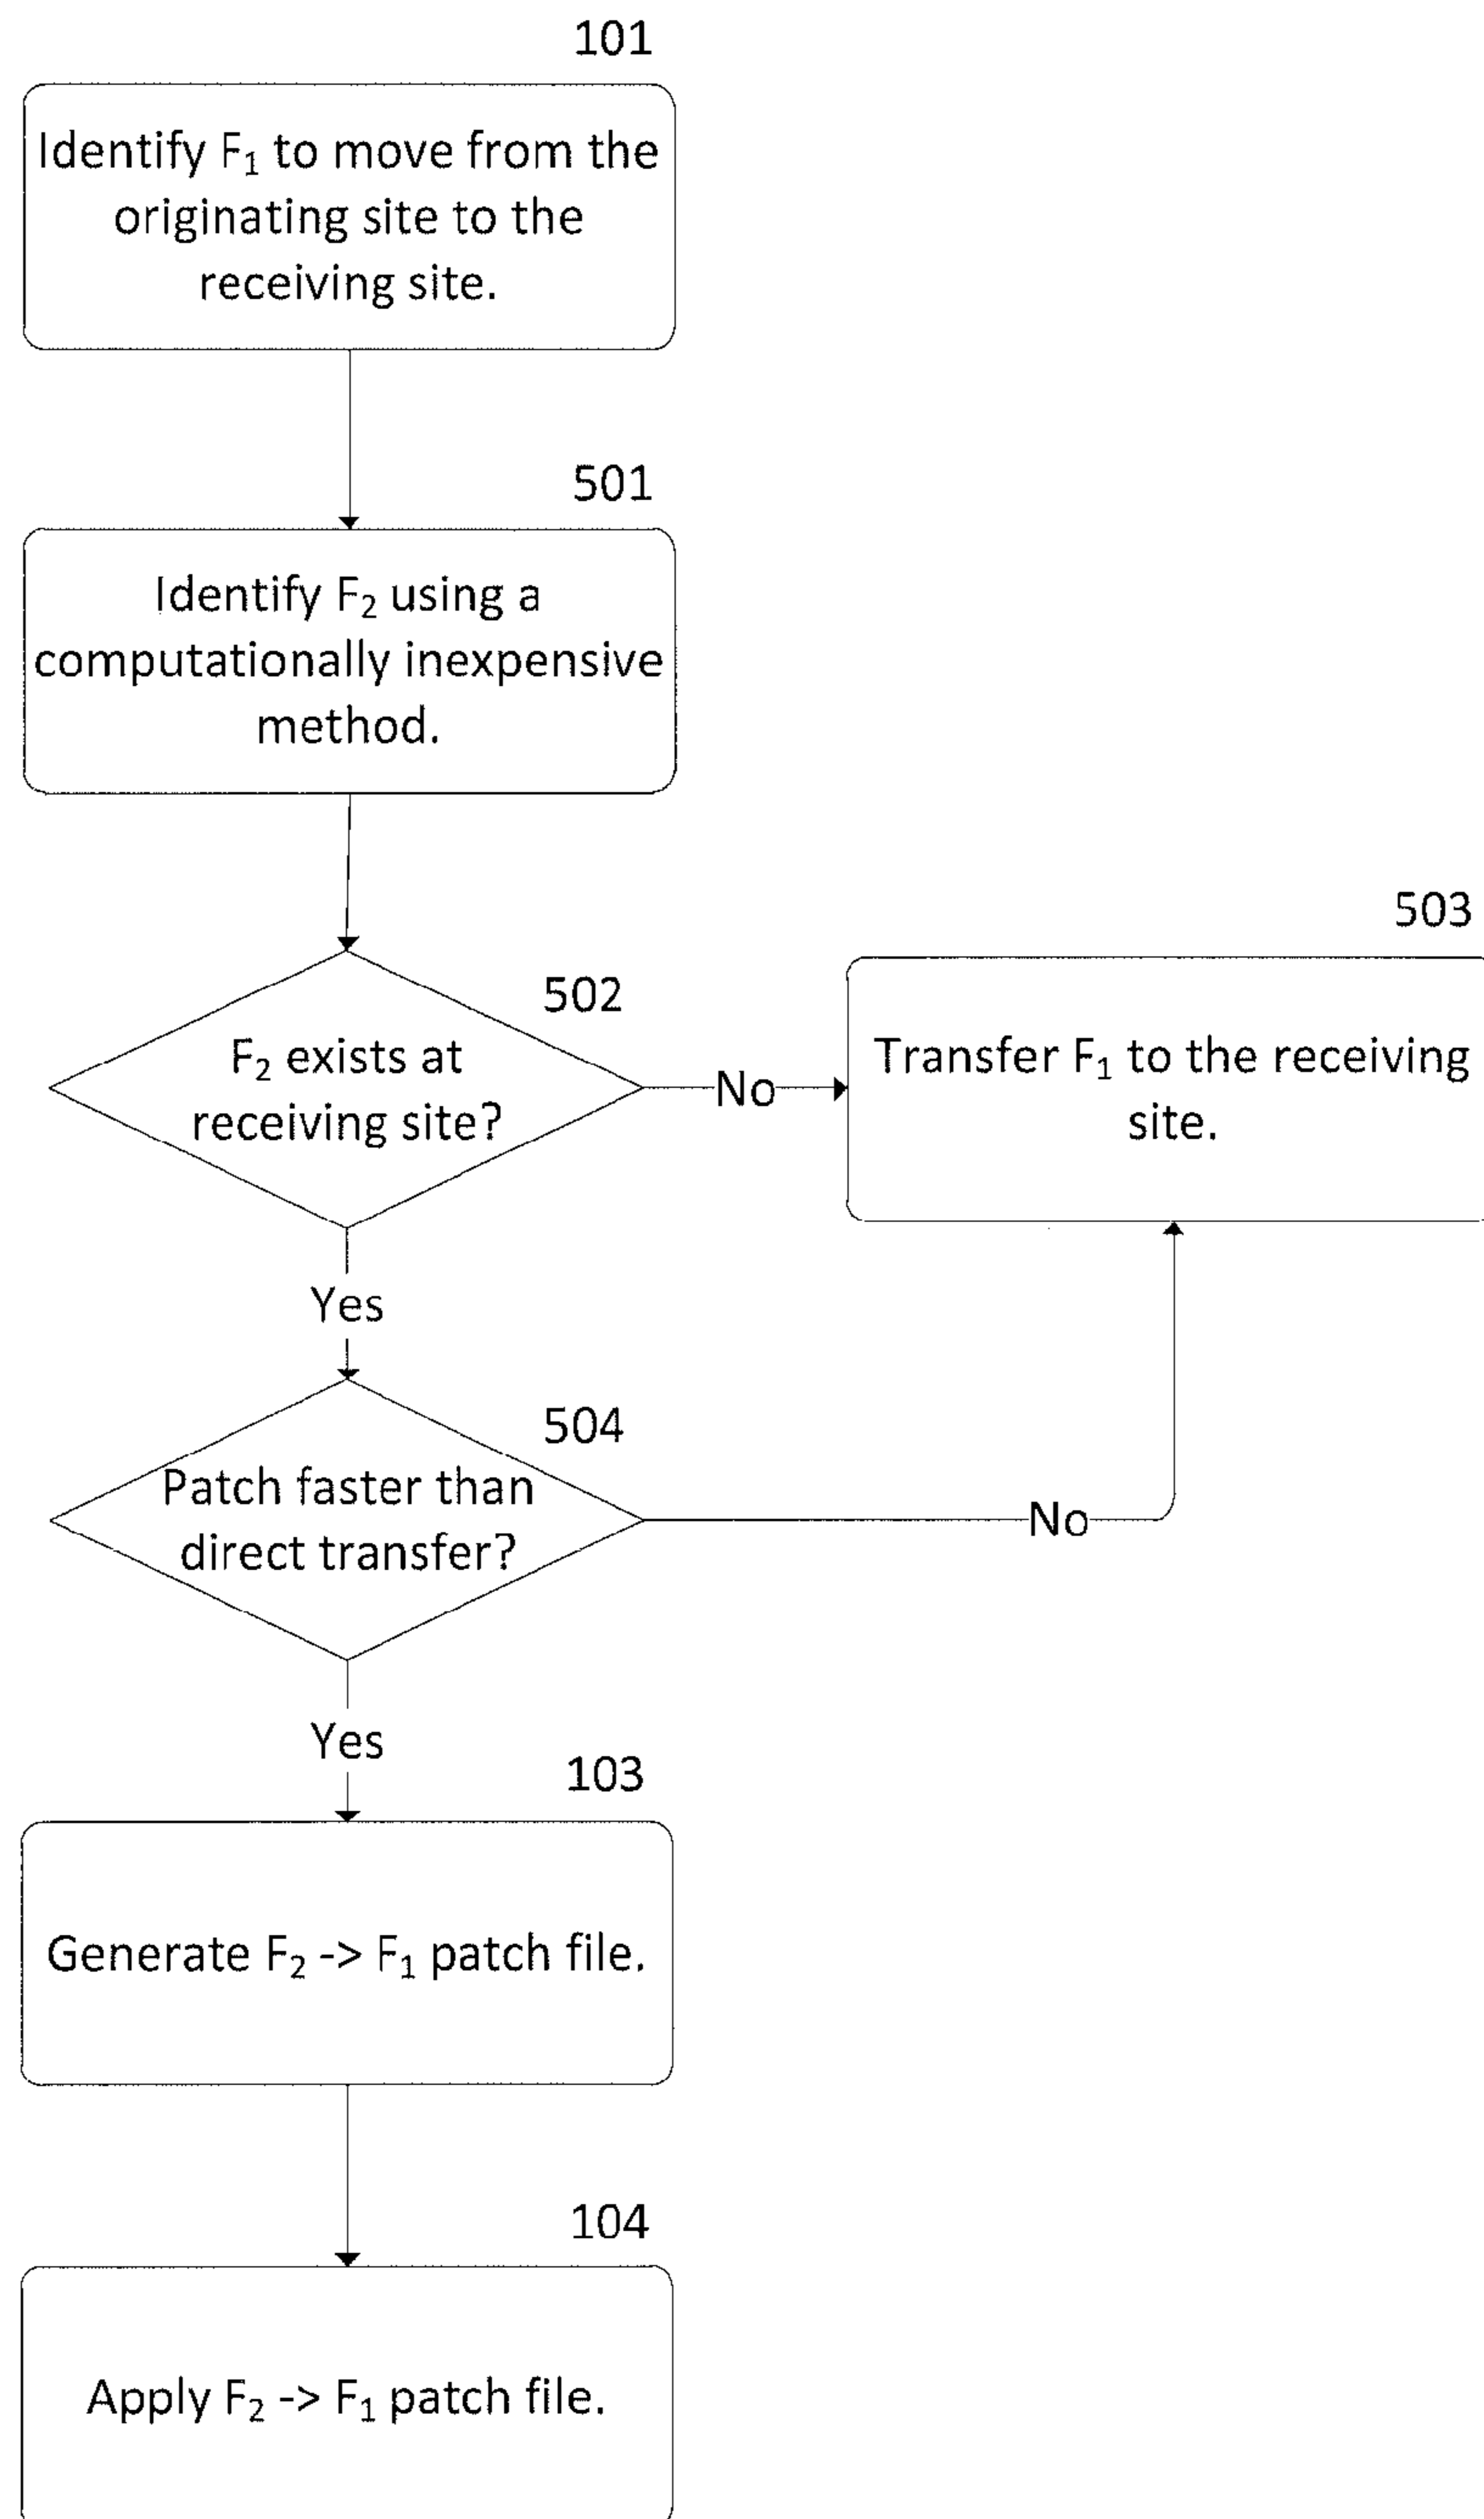 101
Identify F₁ to move from the
originating site to the
receiving site.
501
Identify F₂ using a
computationally inexpensive
method.
502
F₂ exists at
receiving site?
No
503
Transfer F₁ to the receiving
site.
Yes
504
Patch faster than
direct transfer?
No
Yes
103
Generate F₂ -> F₁ patch file.
104
Apply F₂ -> F₁ patch file.